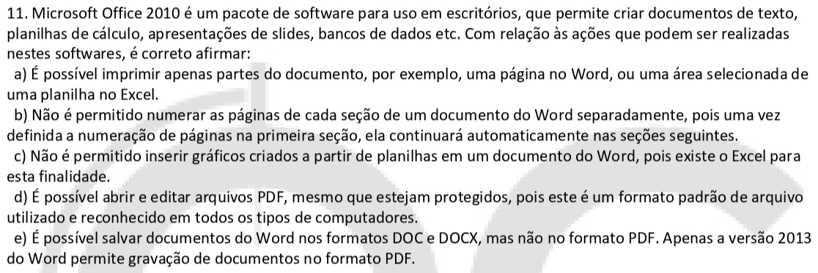 11. Microsoft Office 2010 é um pacote de software para uso em escritórios, que permite criar documentos de texto,
planilhas de cálculo, apresentações de slides, bancos de dados etc. Com relação às ações que podem ser realizadas
nestes softwares, é correto afirmar:
a) É possível imprimir apenas partes do documento, por exemplo, uma página no Word, ou uma área selecionada de
uma planilha no Excel.
b) Não é permitido numerar as páginas de cada seção de um documento do Word separadamente, pois uma vez
definida a numeração de páginas na primeira seção, ela continuará automaticamente nas seções seguintes.
c) Não é permitido inserir gráficos criados a partir de planilhas em um documento do Word, pois existe o Excel para
esta finalidade.
d) É possível abrir e editar arquivos PDF, mesmo que estejam protegidos, pois este é um formato padrão de arquivo
utilizado e reconhecido em todos os tipos de computadores.
e) É possível salvar documentos do Word nos formatos DOC e DOCX, mas não no formato PDF. Apenas a versão 2013
do Word permite gravação de documentos no formato PDF.